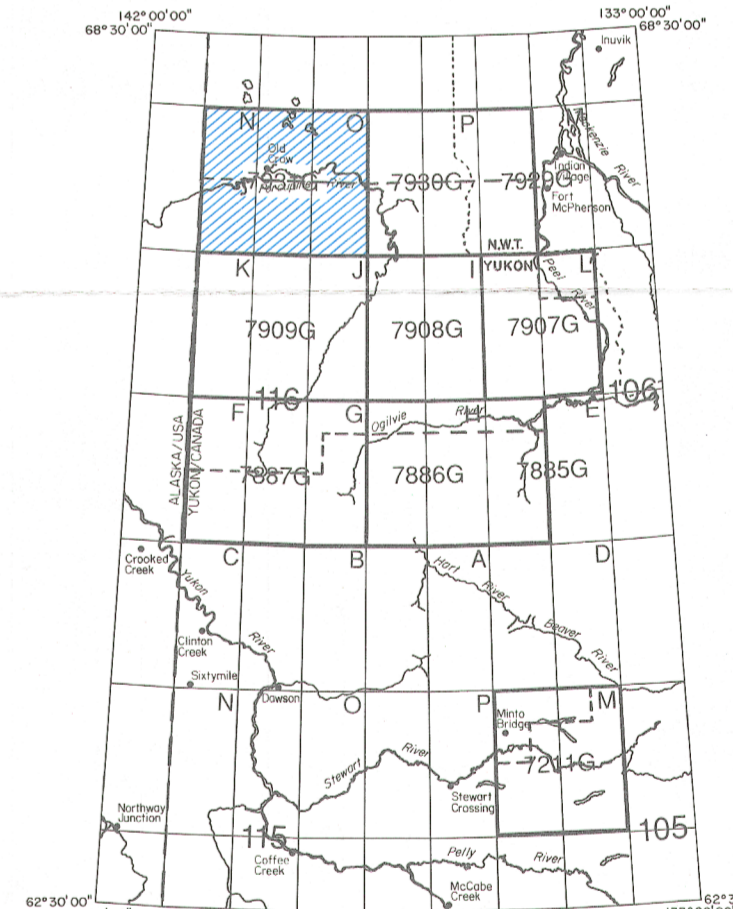 142°00'00"
133°00'00"
68°30'00"
68°30'00"
Inuvik
N
O
P
Mackenzie
River
Old
Crow
Porcupine
River
7930G
7929G
Indian
Village
Fort
McPherson
N.W.T.
YUKON
K
J
I
L
Peel
River
7909G
7908G
7907G
116
106
F
G
H
E
Ogilvie
River
ALASKA/USA
YUKON/CANADA
7887G
7886G
7885G
C
B
A
D
Crooked
Creek
Yukon
River
Hart
River
Beaver
River
Clinton
Creek
Sixtymile
Dawson
N
O
P
M
Minto
Bridge
7211G
Stewart
River
Stewart
Crossing
Northway
Junction
115
105
Coffee
Creek
Pelly
River
McCabe
Creek
62°30'00"